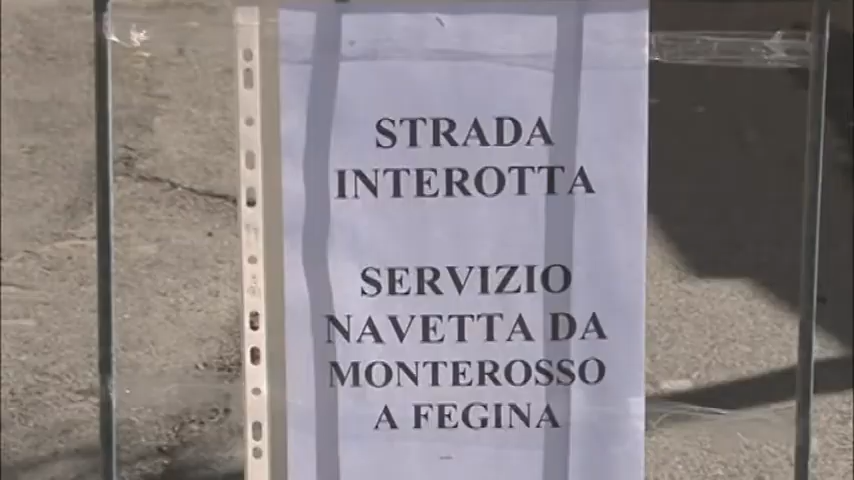 STRADA
INTEROTTA
SERVIZIO
NAVETTA DA
MONTEROSSO
A FEGINA